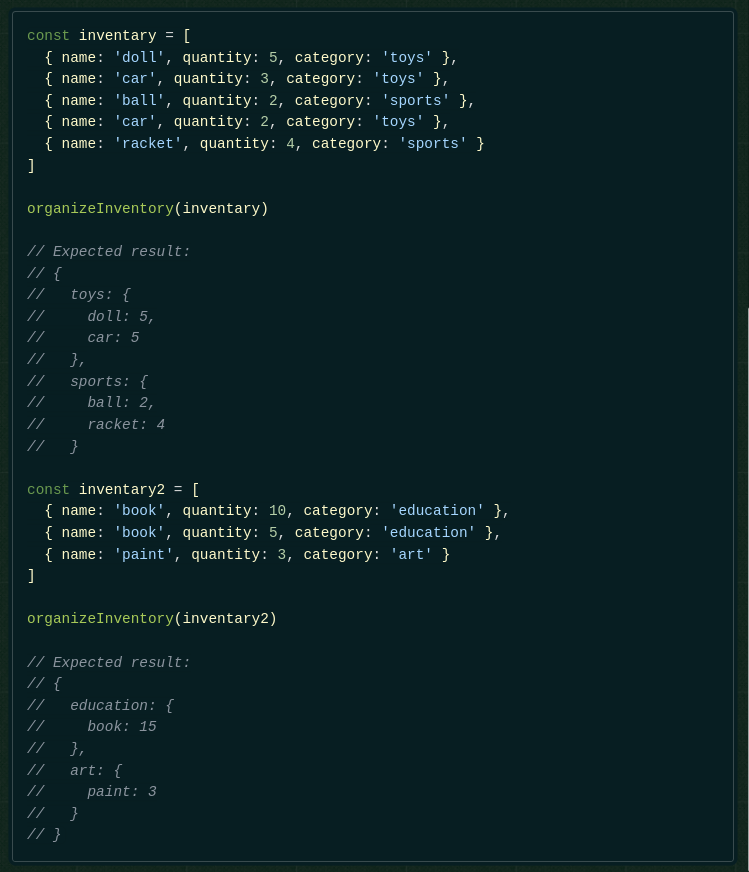 const inventary = [
  { name: 'doll', quantity: 5, category: 'toys' },
  { name: 'car', quantity: 3, category: 'toys' },
  { name: 'ball', quantity: 2, category: 'sports' },
  { name: 'car', quantity: 2, category: 'toys' },
  { name: 'racket', quantity: 4, category: 'sports' }
]

organizeInventory(inventary)

// Expected result:
// {
//   toys: {
//     doll: 5,
//     car: 5
//   },
//   sports: {
//     ball: 2,
//     racket: 4
//   }

const inventary2 = [
  { name: 'book', quantity: 10, category: 'education' },
  { name: 'book', quantity: 5, category: 'education' },
  { name: 'paint', quantity: 3, category: 'art' }
]

organizeInventory(inventary2)

// Expected result:
// {
//   education: {
//     book: 15
//   },
//   art: {
//     paint: 3
//   }
// }